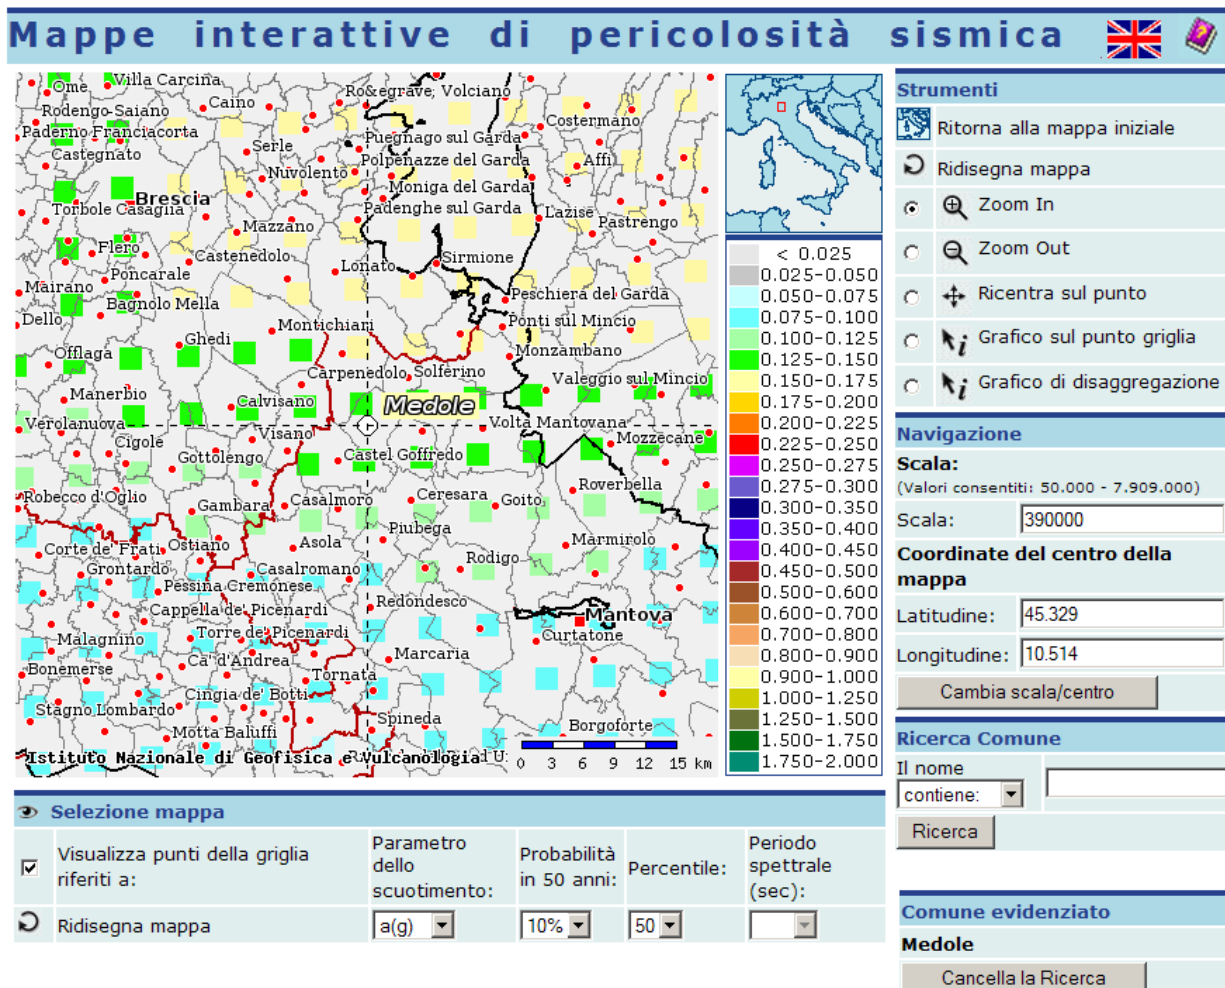 Mappe interattive di pericolosità sismica
Ome
Villa Carcina
Rodengo-Saiano
Caino
Ro&egrave; Volciano
Paderno Franciacorta
Costermano
Castegnato
Serle
Puegnago sul Garda
Nuvolento
Polpenazze del Garda
Affi
Brescia
Moniga del Garda
Torbole Casaglia
Mazzano
Padenghe sul Garda
Lazise
Pastrengo
Flero
Castenedolo
Lonato
Sirmione
Poncarale
Mairano
Bagnolo Mella
Peschiera del Garda
Dello
Montichiari
Ponti sul Mincio
Ghedi
Offlaga
Monzambano
Carpenedolo
Solferino
Valeggio sul Mincio
Manerbio
Calvisano
Medole
Verolanuova
Cigole
Visano
Volta Mantovana
Mozzecane
Gottolengo
Castel Goffredo
Roverbella
Robecco d'Oglio
Gambara
Casalmoro
Ceresara
Goito
Piubega
Corte de' Frati
Ostiano
Asola
Marmirolo
Grontardo
Casalromano
Rodigo
Pessina Cremonese
Cappella de' Picenardi
Redondesco
Mantova
Malagnino
Torre de' Picenardi
Curtatone
Bonemerse
Ca' d'Andrea
Marcaria
Tornata
Cingia de' Botti
Stagno Lombardo
Spineda
Motta Baluffi
Borgoforte
Istituto Nazionale di Geofisica e Vulcanologia
0 3 6 9 12 15 km
< 0.025
0.025-0.050
0.050-0.075
0.075-0.100
0.100-0.125
0.125-0.150
0.150-0.175
0.175-0.200
0.200-0.225
0.225-0.250
0.250-0.275
0.275-0.300
0.300-0.350
0.350-0.400
0.400-0.450
0.450-0.500
0.500-0.600
0.600-0.700
0.700-0.800
0.800-0.900
0.900-1.000
1.000-1.250
1.250-1.500
1.500-1.750
1.750-2.000
Strumenti
Ritorna alla mappa iniziale
Ridisegna mappa
Zoom In
Zoom Out
Ricentra sul punto
Grafico sul punto griglia
Grafico di disaggregazione
Navigazione
Scala:
(Valori consentiti: 50.000 - 7.909.000)
Scala: 390000
Coordinate del centro della
mappa
Latitudine: 45.329
Longitudine: 10.514
Cambia scala/centro
Ricerca Comune
Il nome
contiene:
Ricerca
Comune evidenziato
Medole
Cancella la Ricerca
Selezione mappa
Visualizza punti della griglia
riferiti a:
Parametro
dello
scuotimento:
Probabilità
in 50 anni:
Percentile:
Periodo
spettrale
(sec):
Ridisegna mappa
a(g)
10%
50